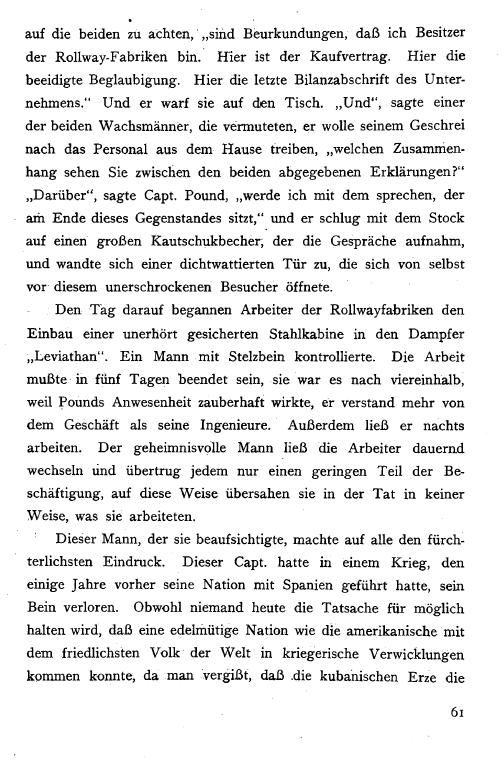 auf die beiden zu achten, „sind Beurkundungen, daß ich Besitzer
der Rollway-Fabriken bin. Hier ist der Kaufvertrag. Hier die
beeidigte Beglaubigung. Hier die letzte Bilanzabschrift des Unter-
nehmens.“ Und er warf sie auf den Tisch. „Und“, sagte einer
der beiden Wachsmänner, die vermuteten, er wolle seinem Geschrei
nach das Personal aus dem Hause treiben, „welchen Zusammen-
hang sehen Sie zwischen den beiden abgegebenen Erklärungen?“
„Darüber“, sagte Capt. Pound, „werde ich mit dem sprechen, der
am Ende dieses Gegenstandes sitzt,“ und er schlug mit dem Stock
auf einen großen Kautschukbecher, der die Gespräche aufnahm,
und wandte sich einer dichtwattierten Tür zu, die sich von selbst
vor diesem unerschrockenen Besucher öffnete.
Den Tag darauf begannen Arbeiter der Rollwayfabriken den
Einbau einer unerhört gesicherten Stahlkabine in den Dampfer
„Leviathan“. Ein Mann mit Stelzbein kontrollierte. Die Arbeit
mußte in fünf Tagen beendet sein, sie war es nach viereinhalb,
weil Pounds Anwesenheit zauberhaft wirkte, er verstand mehr von
dem Geschäft als seine Ingenieure. Außerdem ließ er nachts
arbeiten. Der geheimnisvolle Mann ließ die Arbeiter dauernd
wechseln und übertrug jedem nur einen geringen Teil der Be-
schäftigung, auf diese Weise übersahen sie in der Tat in keiner
Weise, was sie arbeiteten.
Dieser Mann, der sie beaufsichtigte, machte auf alle den fürch-
terlichsten Eindruck. Dieser Capt. hatte in einem Krieg, den
einige Jahre vorher seine Nation mit Spanien geführt hatte, sein
Bein verloren. Obwohl niemand heute die Tatsache für möglich
halten wird, daß eine edelmütige Nation wie die amerikanische mit
dem friedlichsten Volk der Welt in kriegerische Verwicklungen
kommen konnte, da man vergißt, daß die kubanischen Erze die
61